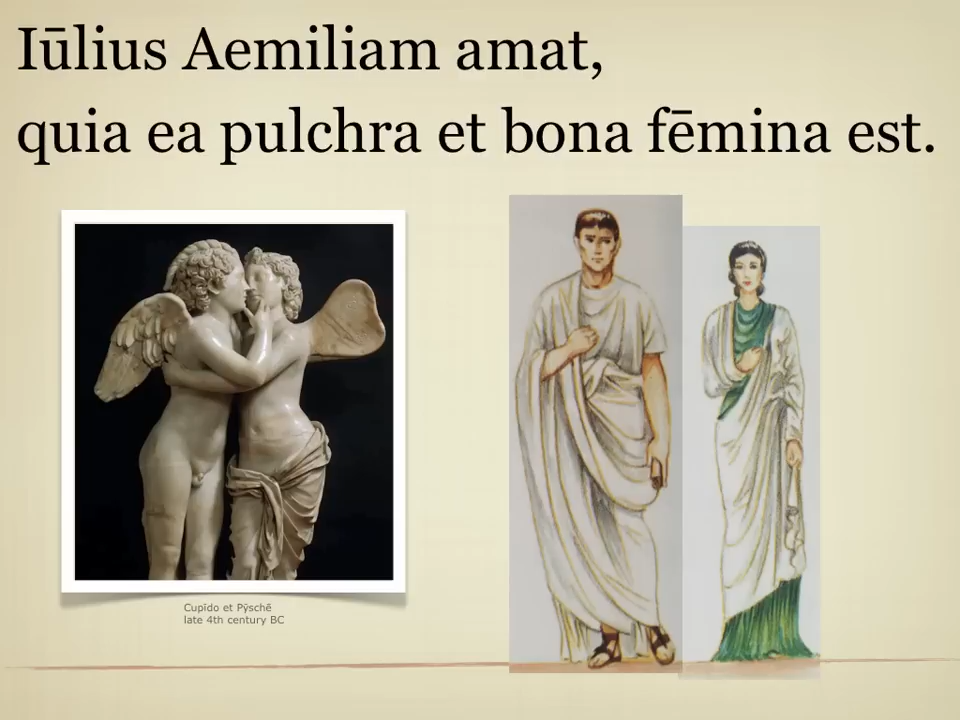 Iūlius Aemiliam amat,
quia ea pulchra et bona fēmina est.
Cupīdo et Pȳschē
late 4th century BC